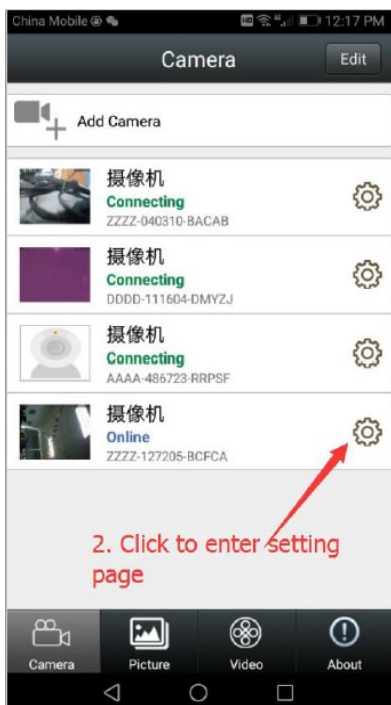 China Mobile
HD 12:17 PM
Camera
Edit
Add Camera
摄像机
Connecting
ZZZZ-040310-BACAB
摄像机
Connecting
DDDD-111604-DMYZJ
摄像机
Connecting
AAAA-486723-RRPSF
摄像机
Online
ZZZZ-127205-BCFCA
2. Click to enter setting
page
Camera
Picture
Video
About